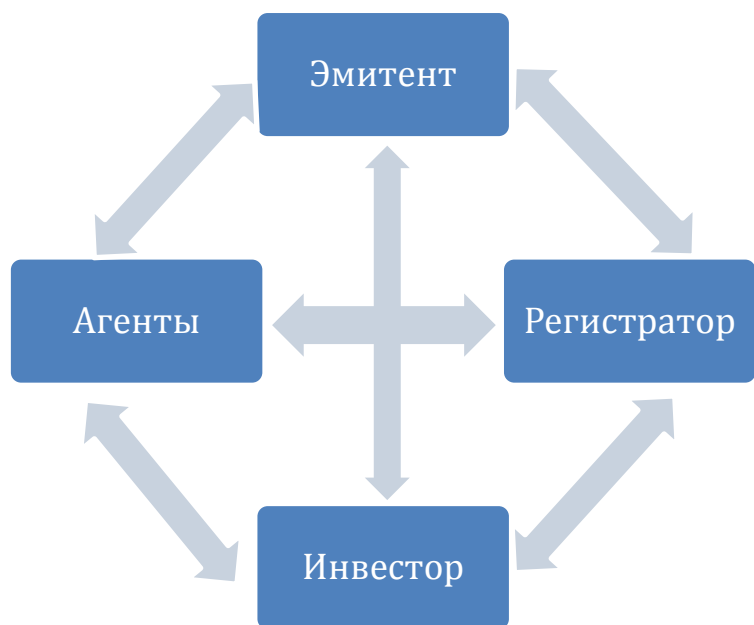 Эмитент
Агенты
Регистратор
Инвестор